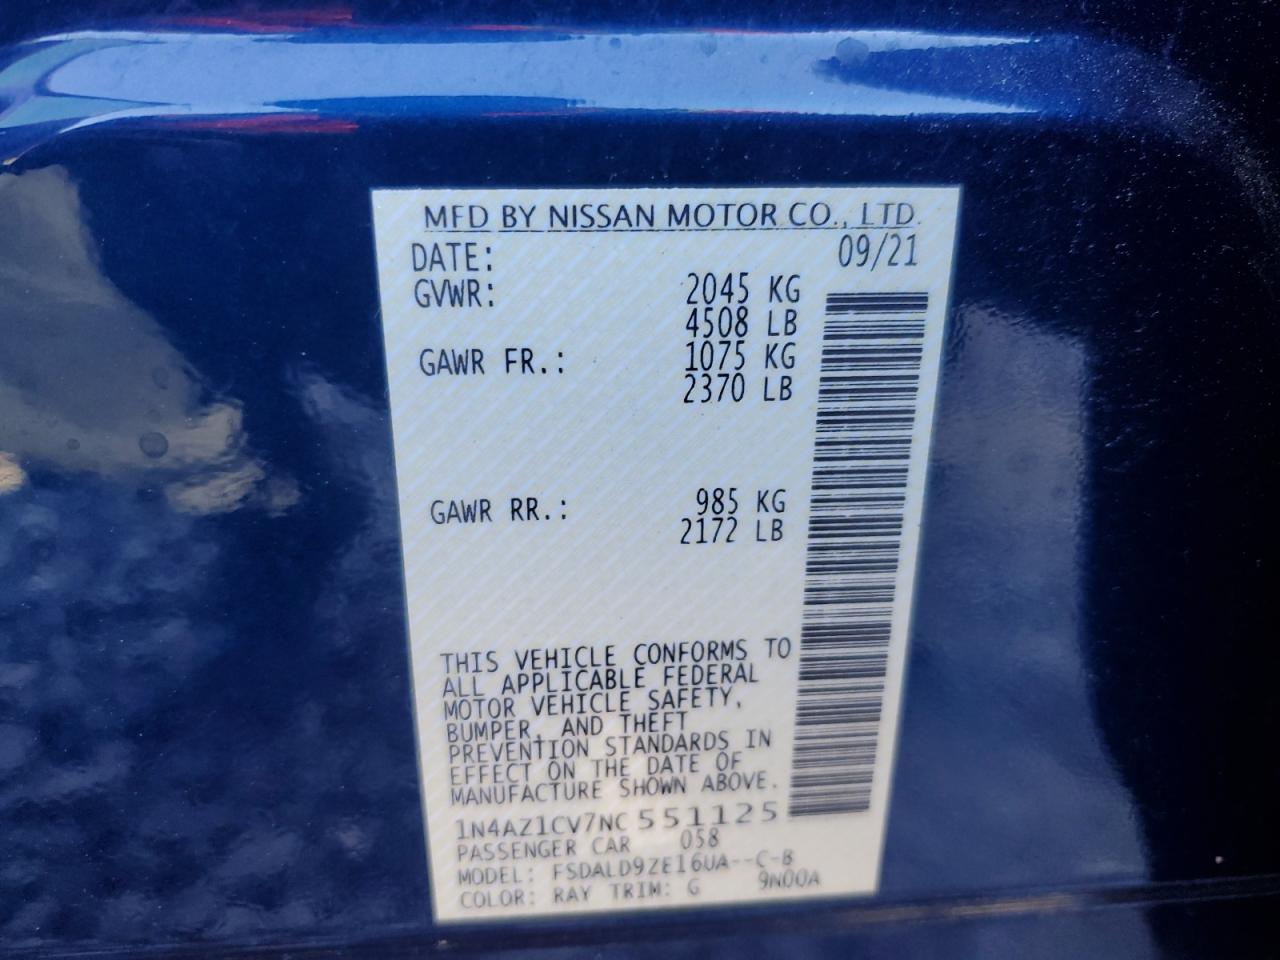 MFD BY NISSAN MOTOR CO., LTD.
DATE: 09/21
GVWR: 2045 KG
4508 LB
GAWR FR.: 1075 KG
2370 LB
GAWR RR.: 985 KG
2172 LB
THIS VEHICLE CONFORMS TO
ALL APPLICABLE FEDERAL
MOTOR VEHICLE SAFETY,
BUMPER, AND THEFT
PREVENTION STANDARDS IN
EFFECT ON THE DATE OF
MANUFACTURE SHOWN ABOVE.
1N4AZ1CV7NC551125
PASSENGER CAR 058
MODEL: FSDALD9ZE16UA--C-B
COLOR: RAY TRIM: G 9N00A